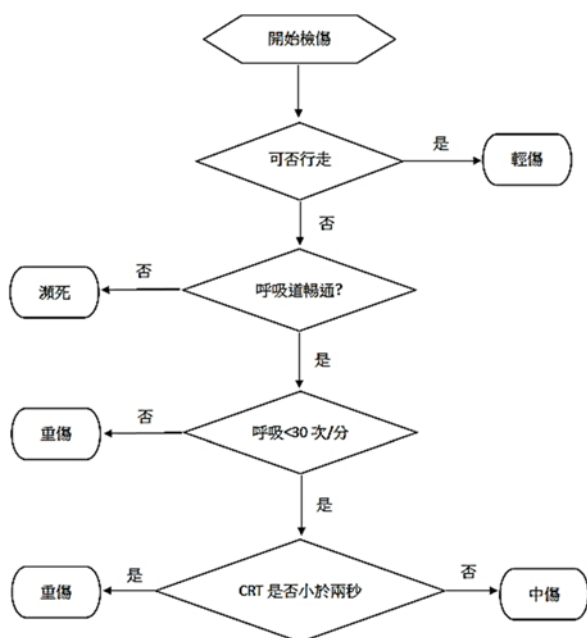 開始檢傷
可否行走
是
輕傷
否
瀕死
否
呼吸道暢通?
是
重傷
否
呼吸<30 次/分
是
重傷
是
CRT 是否小於兩秒
否
中傷